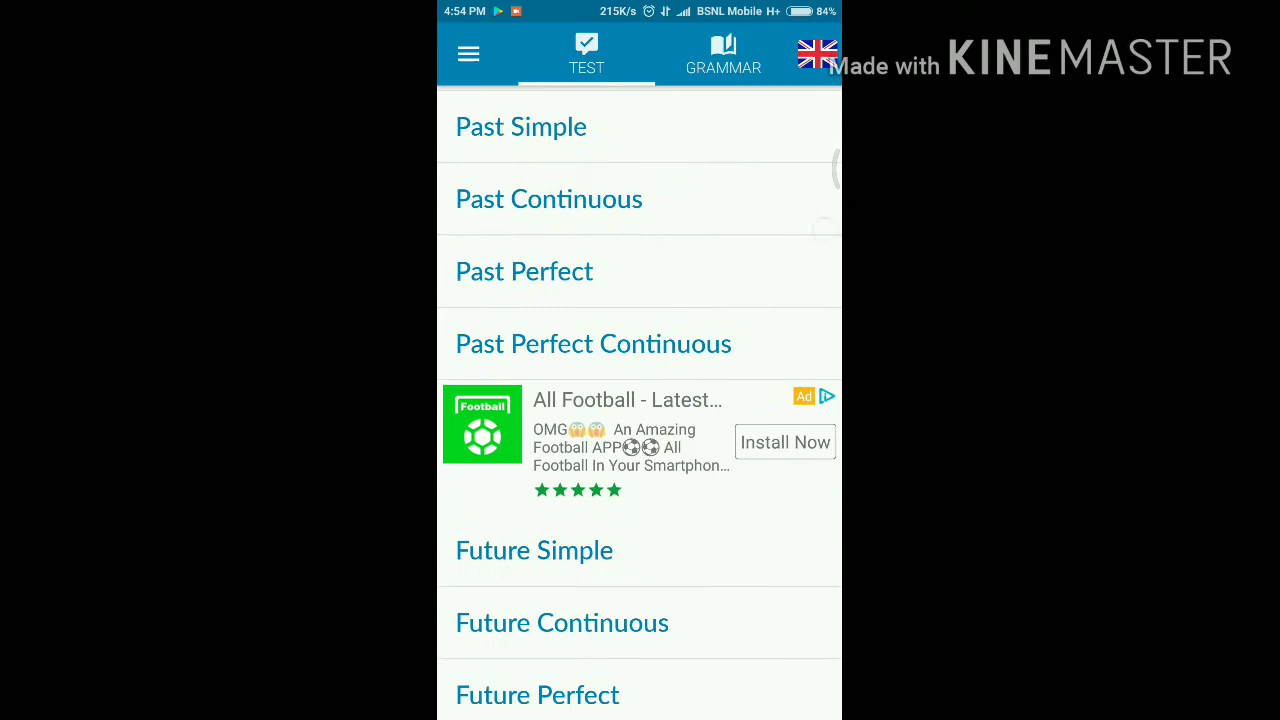 4:54 PM 215K/s BSNL Mobile H+ 84%
TEST
GRAMMAR
Made with KINEMASTER
Past Simple
Past Continuous
Past Perfect
Past Perfect Continuous
Football
All Football - Latest...
Ad
OMG😱😱 An Amazing
Football APP⚽⚽ All
Football In Your Smartphon...
Install Now
Future Simple
Future Continuous
Future Perfect